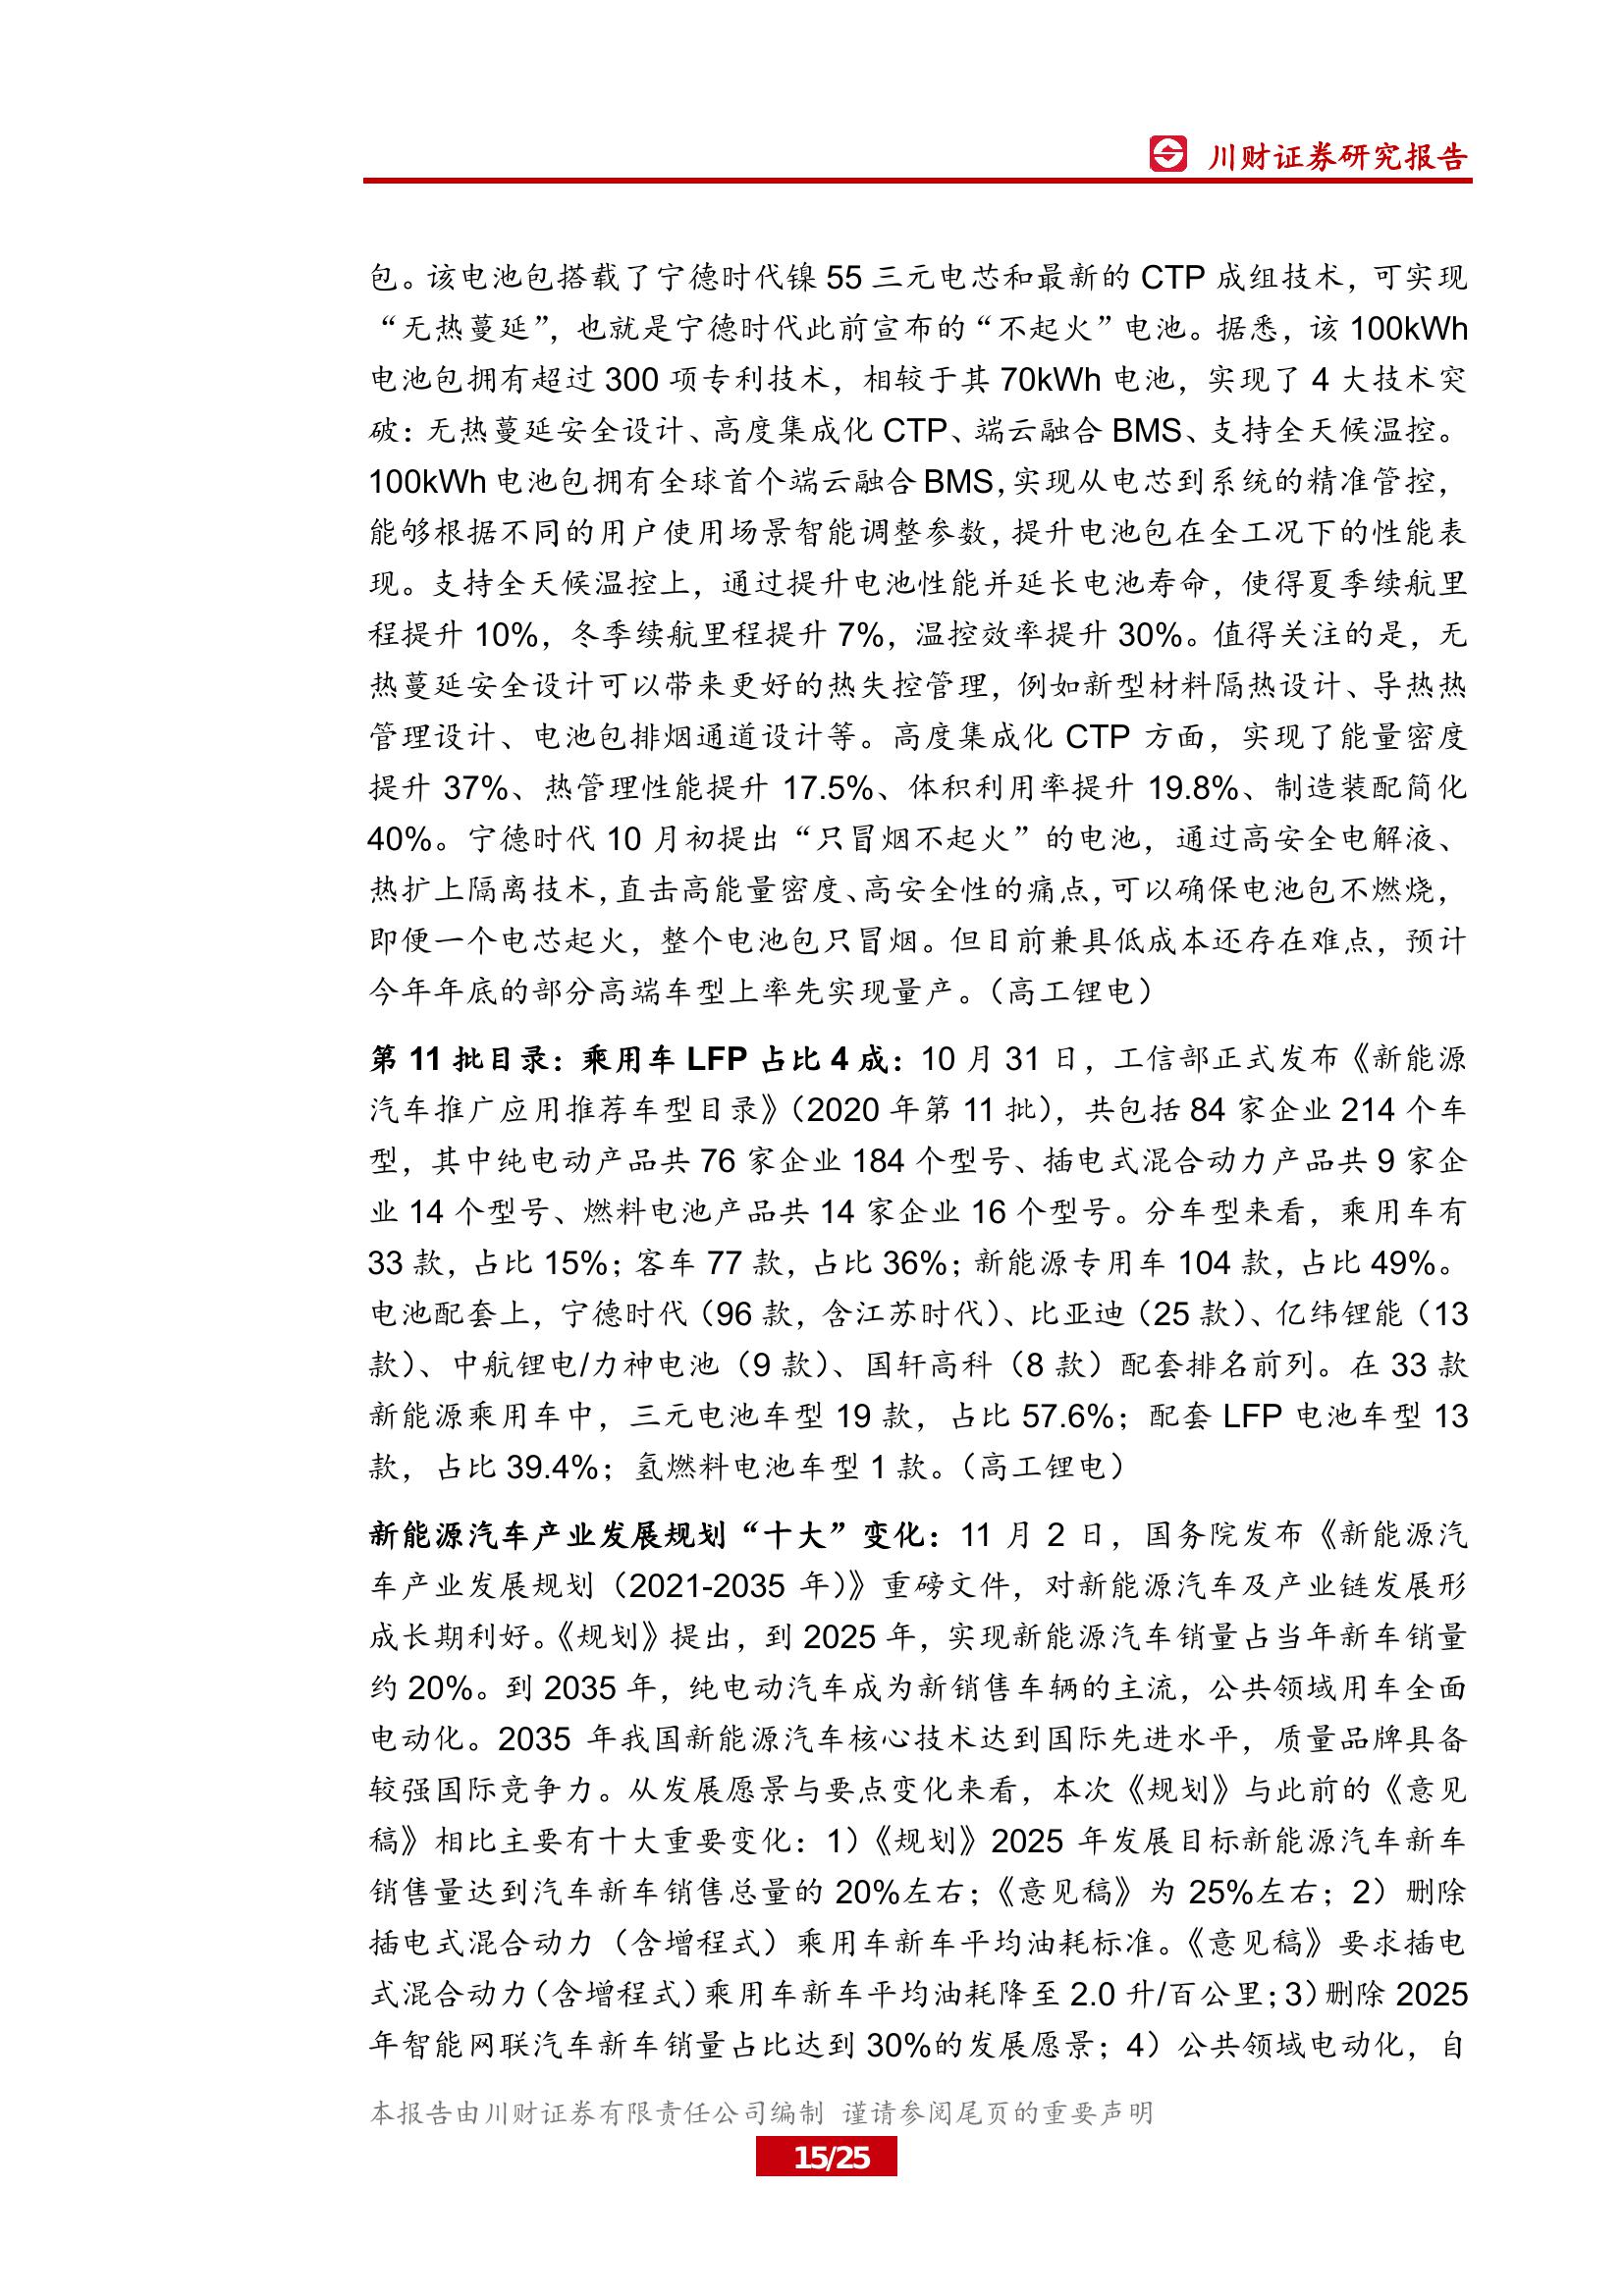 川财证券研究报告
包。该电池包搭载了宁德时代镍 55 三元电芯和最新的 CTP 成组技术，可实现
“无热蔓延”，也就是宁德时代此前宣布的“不起火”电池。据悉，该 100kWh
电池包拥有超过 300 项专利技术，相较于其 70kWh 电池，实现了 4 大技术突
破：无热蔓延安全设计、高度集成化 CTP、端云融合 BMS、支持全天候温控。
100kWh 电池包拥有全球首个端云融合 BMS，实现从电芯到系统的精准管控，
能够根据不同的用户使用场景智能调整参数，提升电池包在全工况下的性能表
现。支持全天候温控上，通过提升电池性能并延长电池寿命，使得夏季续航里
程提升 10%，冬季续航里程提升 7%，温控效率提升 30%。值得关注的是，无
热蔓延安全设计可以带来更好的热失控管理，例如新型材料隔热设计、导热热
管理设计、电池包排烟通道设计等。高度集成化 CTP 方面，实现了能量密度
提升 37%、热管理性能提升 17.5%、体积利用率提升 19.8%、制造装配简化
40%。宁德时代 10 月初提出“只冒烟不起火”的电池，通过高安全电解液、
热扩上隔离技术，直击高能量密度、高安全性的痛点，可以确保电池包不燃烧，
即便一个电芯起火，整个电池包只冒烟。但目前兼具低成本还存在难点，预计
今年年底的部分高端车型上率先实现量产。（高工锂电）
第 11 批目录：乘用车 LFP 占比 4 成：10 月 31 日，工信部正式发布《新能源
汽车推广应用推荐车型目录》（2020 年第 11 批），共包括 84 家企业 214 个车
型，其中纯电动产品共 76 家企业 184 个型号、插电式混合动力产品共 9 家企
业 14 个型号、燃料电池产品共 14 家企业 16 个型号。分车型来看，乘用车有
33 款，占比 15%；客车 77 款，占比 36%；新能源专用车 104 款，占比 49%。
电池配套上，宁德时代（96 款，含江苏时代）、比亚迪（25 款）、亿纬锂能（13
款）、中航锂电/力神电池（9 款）、国轩高科（8 款）配套排名前列。在 33 款
新能源乘用车中，三元电池车型 19 款，占比 57.6%；配套 LFP 电池车型 13
款，占比 39.4%；氢燃料电池车型 1 款。（高工锂电）
新能源汽车产业发展规划“十大”变化：11 月 2 日，国务院发布《新能源汽
车产业发展规划（2021-2035 年）》重磅文件，对新能源汽车及产业链发展形
成长期利好。《规划》提出，到 2025 年，实现新能源汽车销量占当年新车销量
约 20%。到 2035 年，纯电动汽车成为新销售车辆的主流，公共领域用车全面
电动化。2035 年我国新能源汽车核心技术达到国际先进水平，质量品牌具备
较强国际竞争力。从发展愿景与要点变化来看，本次《规划》与此前的《意见
稿》相比主要有十大重要变化：1）《规划》2025 年发展目标新能源汽车新车
销售量达到汽车新车销售总量的 20%左右；《意见稿》为 25%左右；2）删除
插电式混合动力（含增程式）乘用车新车平均油耗标准。《意见稿》要求插电
式混合动力（含增程式）乘用车新车平均油耗降至 2.0 升/百公里；3）删除 2025
年智能网联汽车新车销量占比达到 30%的发展愿景；4）公共领域电动化，自
本报告由川财证券有限责任公司编制 谨请参阅尾页的重要声明
15/25